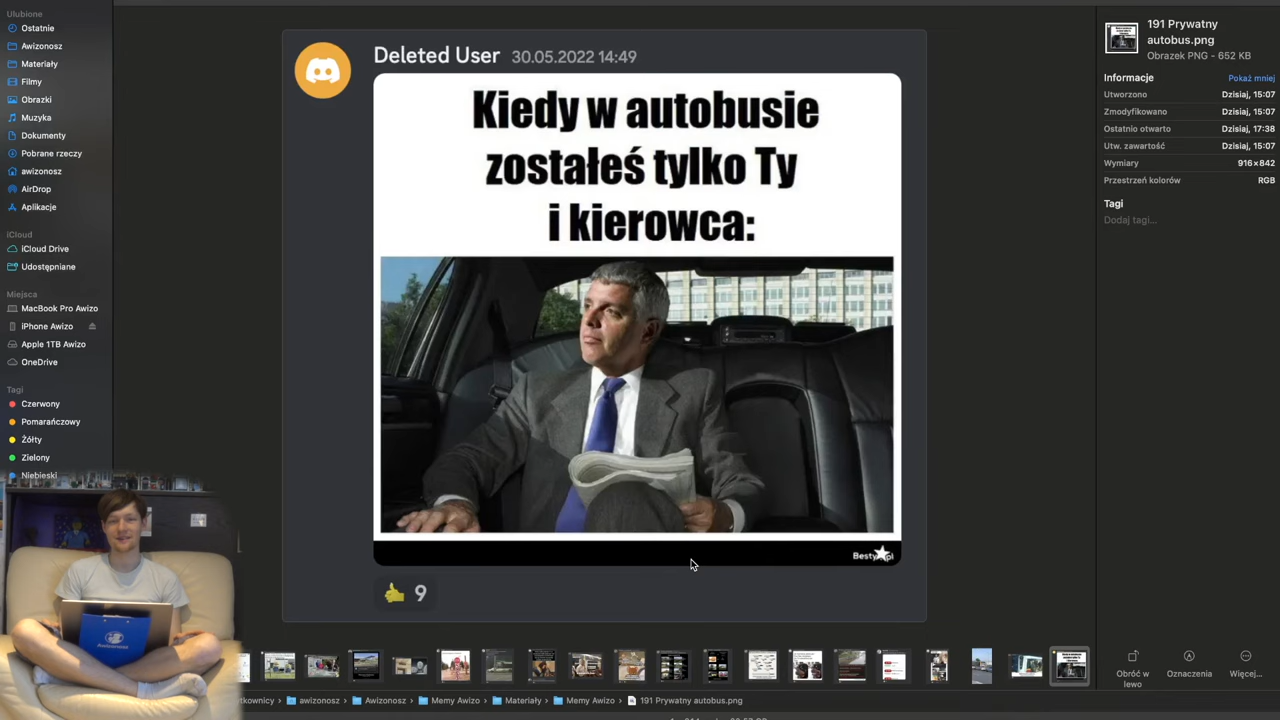 Ulubione
Ostatnie
Awizonosz
Materiały
Filmy
Obrazki
Muzyka
Dokumenty
Pobrane rzeczy
awizonosz
AirDrop
Aplikacje
iCloud
iCloud Drive
Udostępniane
Miejsca
MacBook Pro Awizo
iPhone Awizo
Apple 1TB Awizo
OneDrive
Tagi
Czerwony
Pomarańczowy
Żółty
Zielony
Niebieski
Deleted User 30.05.2022 14:49
Kiedy w autobusie
zostałeś tylko Ty
i kierowca:
9
191 Prywatny
autobus.png
Obrazek PNG - 652 KB
Informacje Pokaż mniej
Utworzono Dzisiaj, 15:07
Zmodyfikowano Dzisiaj, 15:07
Ostatnio otwarto Dzisiaj, 17:38
Utw. zawartość Dzisiaj, 15:07
Wymiary 916×842
Przestrzeń kolorów RGB
Tagi
Dodaj tagi...
Obróć w
lewo
Oznaczenia
Więcej...
awizonosz › Awizonosz › Memy Awizo › Materiały › Memy Awizo › 191 Prywatny autobus.png